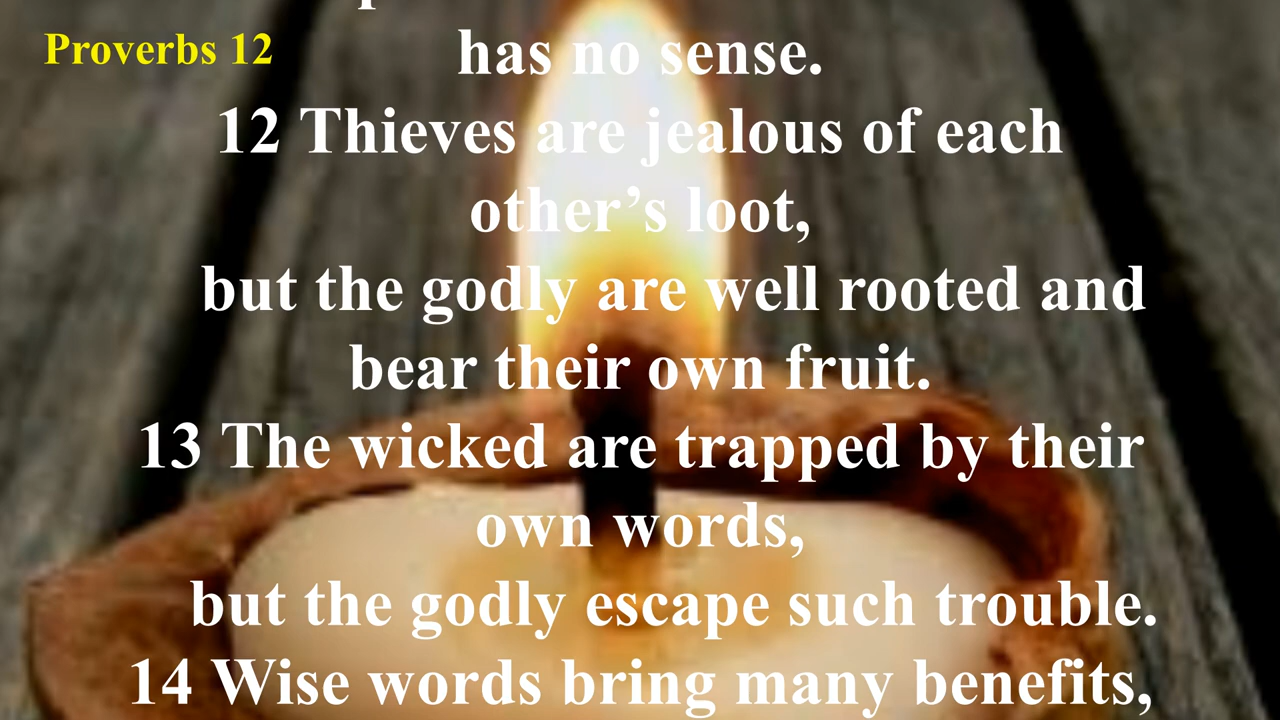 Proverbs 12
has no sense.
12 Thieves are jealous of each
other’s loot,
but the godly are well rooted and
bear their own fruit.
13 The wicked are trapped by their
own words,
but the godly escape such trouble.
14 Wise words bring many benefits,